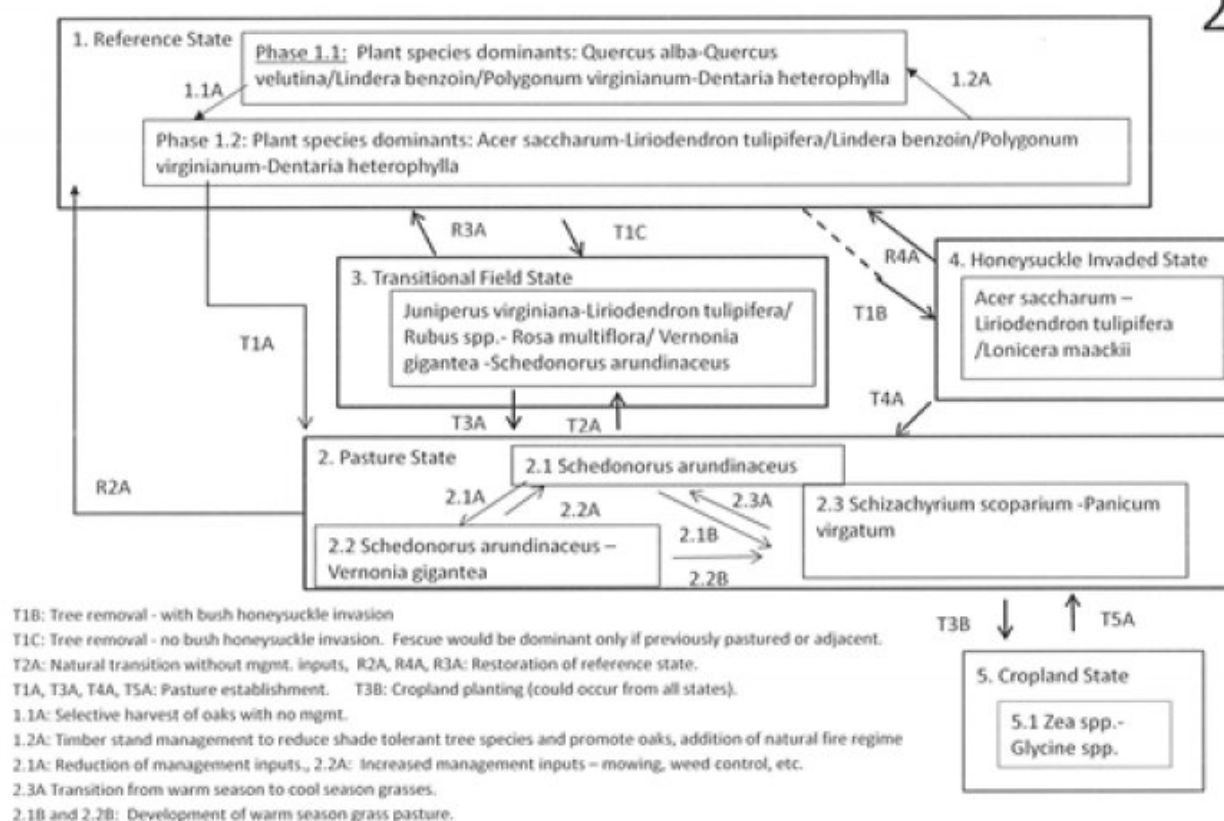 2
1. Reference State
Phase 1.1: Plant species dominants: Quercus alba-Quercus
velutina/Lindera benzoin/Polygonum virginianum-Dentaria heterophylla
1.1A
1.2A
Phase 1.2: Plant species dominants: Acer saccharum-Liriodendron tulipifera/Lindera benzoin/Polygonum
virginianum-Dentaria heterophylla
R3A
T1C
R4A
T1B
T1A
3. Transitional Field State
Juniperus virginiana-Liriodendron tulipifera/
Rubus spp.- Rosa multiflora/ Vernonia
gigantea -Schedonorus arundinaceus
4. Honeysuckle Invaded State
Acer saccharum –
Liriodendron tulipifera
/Lonicera maackii
T3A
T2A
T4A
R2A
2. Pasture State
2.1 Schedonorus arundinaceus
2.1A
2.2A
2.3A
2.1B
2.2B
2.2 Schedonorus arundinaceus –
Vernonia gigantea
2.3 Schizachyrium scoparium -Panicum
virgatum
T3B
T5A
5. Cropland State
5.1 Zea spp.-
Glycine spp.
T1B: Tree removal - with bush honeysuckle invasion
T1C: Tree removal - no bush honeysuckle invasion. Fescue would be dominant only if previously pastured or adjacent.
T2A: Natural transition without mgmt. inputs, R2A, R4A, R3A: Restoration of reference state.
T1A, T3A, T4A, T5A: Pasture establishment. T3B: Cropland planting (could occur from all states).
1.1A: Selective harvest of oaks with no mgmt.
1.2A: Timber stand management to reduce shade tolerant tree species and promote oaks, addition of natural fire regime
2.1A: Reduction of management inputs., 2.2A: Increased management inputs – mowing, weed control, etc.
2.3A Transition from warm season to cool season grasses.
2.1B and 2.2B: Development of warm season grass pasture.